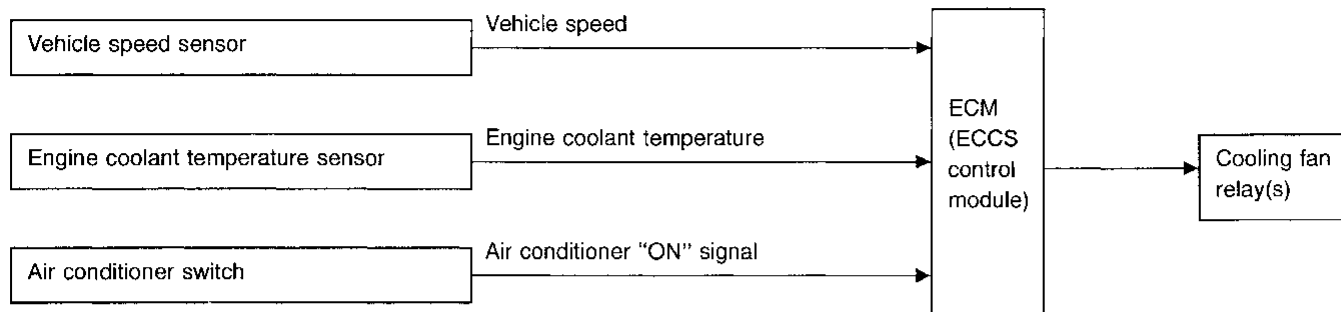 Vehicle speed sensor
Vehicle speed
Engine coolant temperature sensor
Engine coolant temperature
Air conditioner switch
Air conditioner “ON” signal
ECM
(ECCS
control
module)
Cooling fan
relay(s)